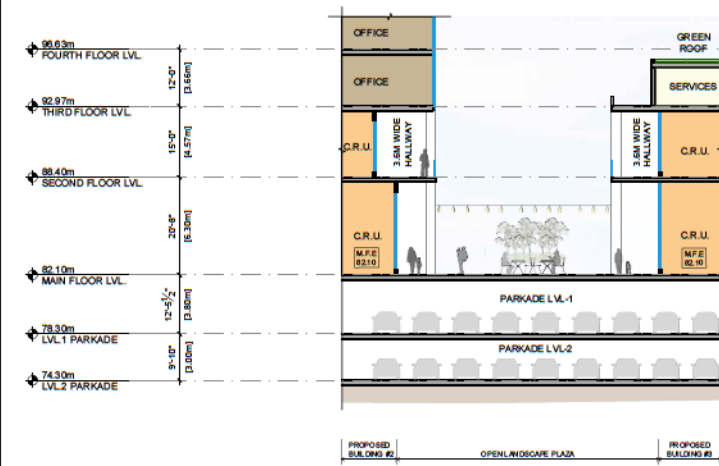 OFFICE
GREEN
ROOF
96.63m
FOURTH FLOOR LVL.
12'-0"
[3.66m]
OFFICE
SERVICES
92.97m
THIRD FLOOR LVL.
15'-0"
[4.57m]
C.R.U.
3.6M WIDE
HALLWAY
3.6M WIDE
HALLWAY
C.R.U.
88.40m
SECOND FLOOR LVL.
20'-8"
[6.30m]
C.R.U.
M.F.E
82.10
C.R.U.
M.F.E
82.10
82.10m
MAIN FLOOR LVL.
12'-5½"
[3.80m]
PARKADE LVL-1
78.30m
LVL.1 PARKADE
9'-10"
[3.00m]
PARKADE LVL-2
74.30m
LVL.2 PARKADE
PROPOSED
BUILDING #2
OPEN LANDSCAPE PLAZA
PROPOSED
BUILDING #3